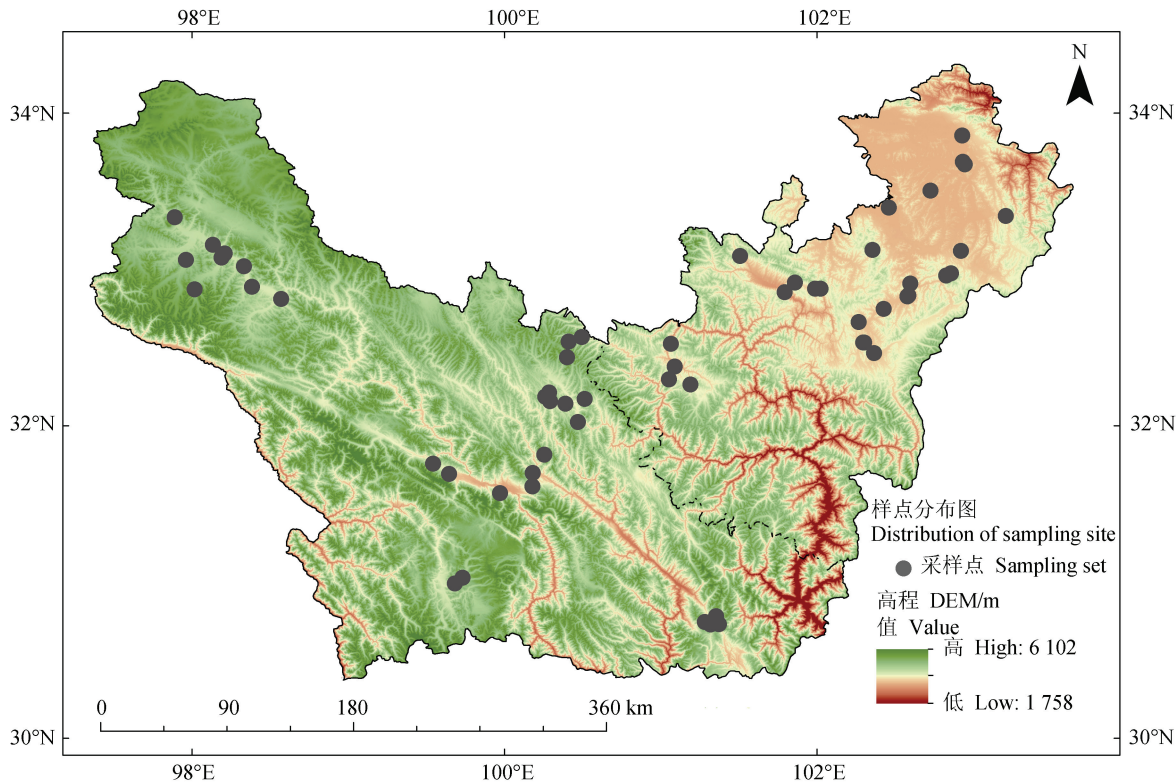 98°E 100°E 102°E
N
34°N 34°N
32°N 32°N
样点分布图
Distribution of sampling site
采样点 Sampling set
高程 DEM/m
值 Value
高 High: 6 102
低 Low: 1 758
0 90 180 360 km
30°N 30°N
98°E 100°E 102°E